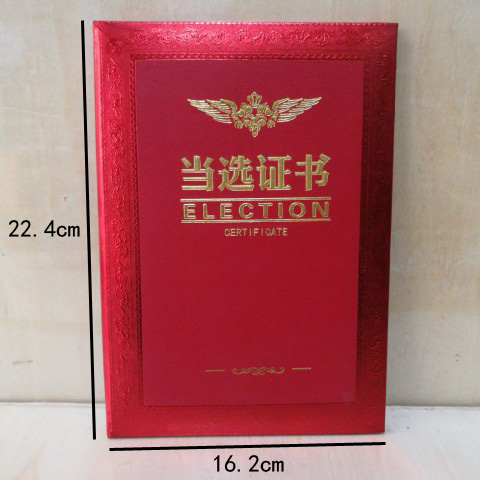 当选证书
ELECTION
CERTIFICATE
22.4cm
16.2cm